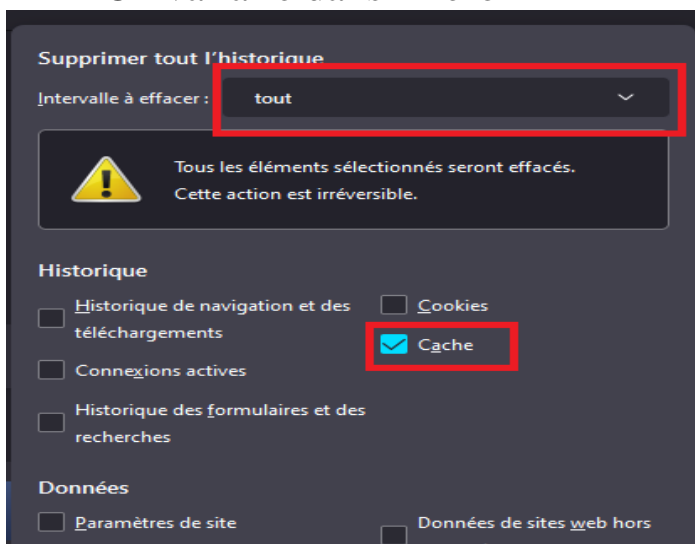 Supprimer tout l'historique
Intervalle à effacer : tout
Tous les éléments sélectionnés seront effacés.
Cette action est irréversible.
Historique
Historique de navigation et des
téléchargements
Cookies
Cache
Connexions actives
Historique des formulaires et des
recherches
Données
Paramètres de site
Données de sites web hors